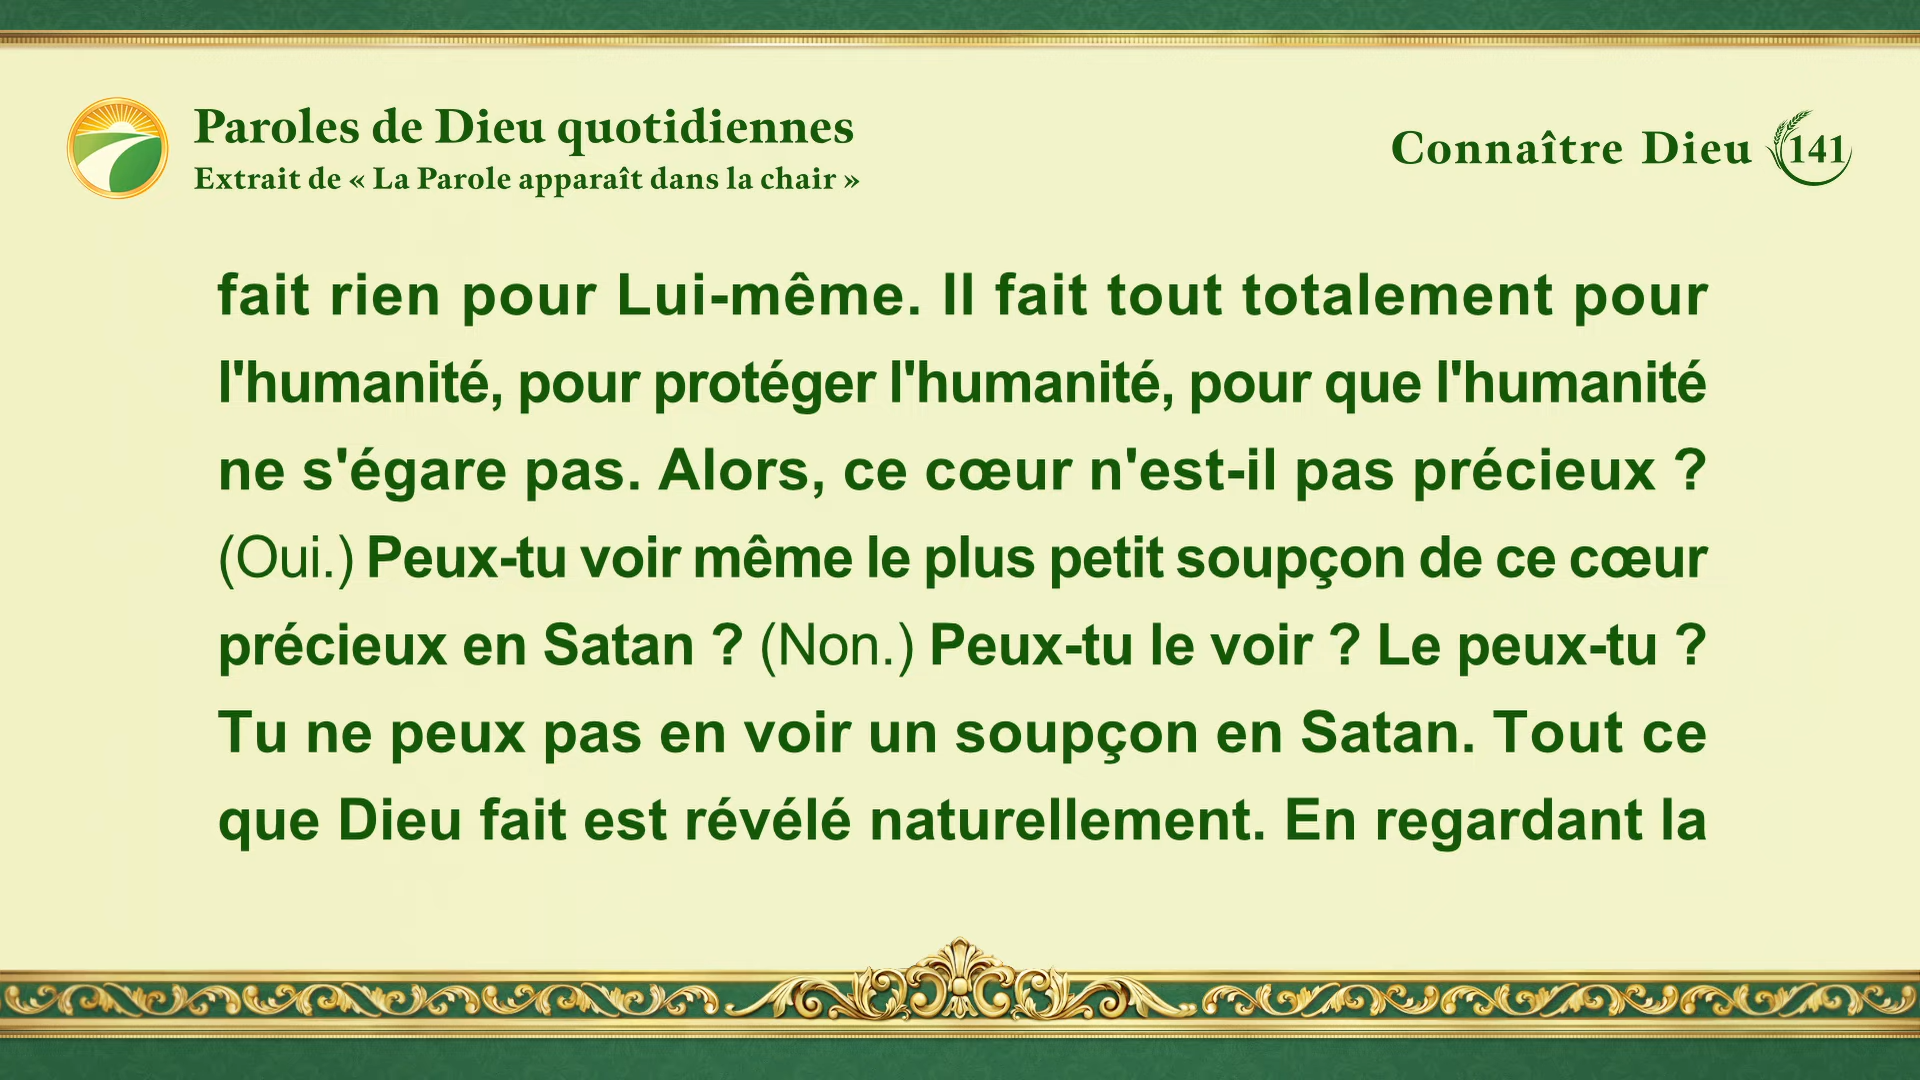 Paroles de Dieu quotidiennes
Extrait de « La Parole apparaît dans la chair »
Connaître Dieu 141
fait rien pour Lui-même. Il fait tout totalement pour
l'humanité, pour protéger l'humanité, pour que l'humanité
ne s'égare pas. Alors, ce cœur n'est-il pas précieux ?
(Oui.) Peux-tu voir même le plus petit soupçon de ce cœur
précieux en Satan ? (Non.) Peux-tu le voir ? Le peux-tu ?
Tu ne peux pas en voir un soupçon en Satan. Tout ce
que Dieu fait est révélé naturellement. En regardant la